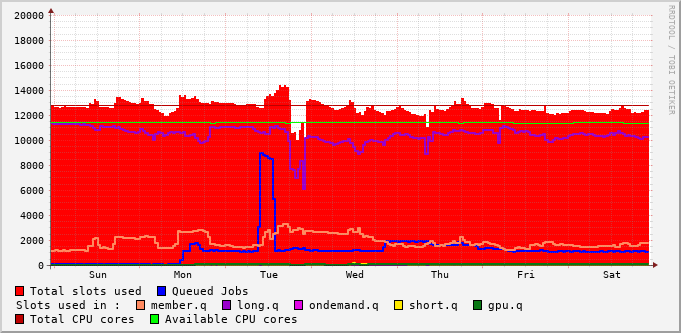 20000
18000
16000
14000
12000
10000
8000
6000
4000
2000
0
Sun Mon Tue Wed Thu Fri Sat
RRDTOOL / TOBI OETIKER
Total slots used Queued Jobs
Slots used in : member.q long.q ondemand.q short.q gpu.q
Total CPU cores Available CPU cores